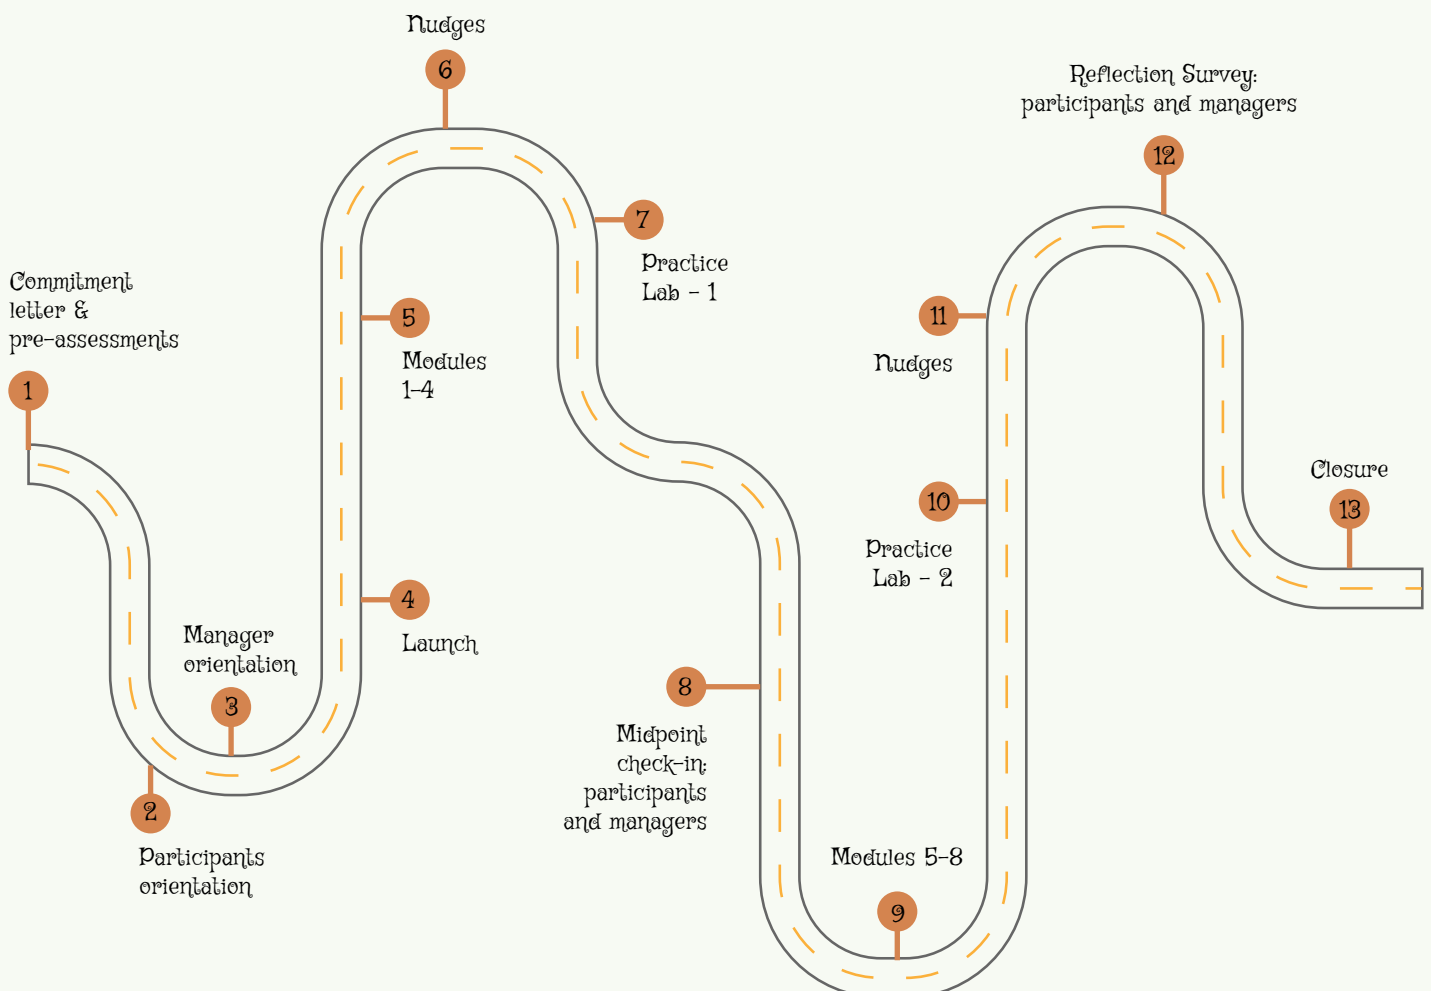 Commitment
letter &
pre-assessments
1
2
Participants
orientation
Manager
orientation
3
4
Launch
5
Modules
1-4
Nudges
6
7
Practice
Lab - 1
8
Midpoint
check-in:
participants
and managers
Modules 5-8
9
10
Practice
Lab - 2
11
Nudges
Reflection Survey:
participants and managers
12
Closure
13